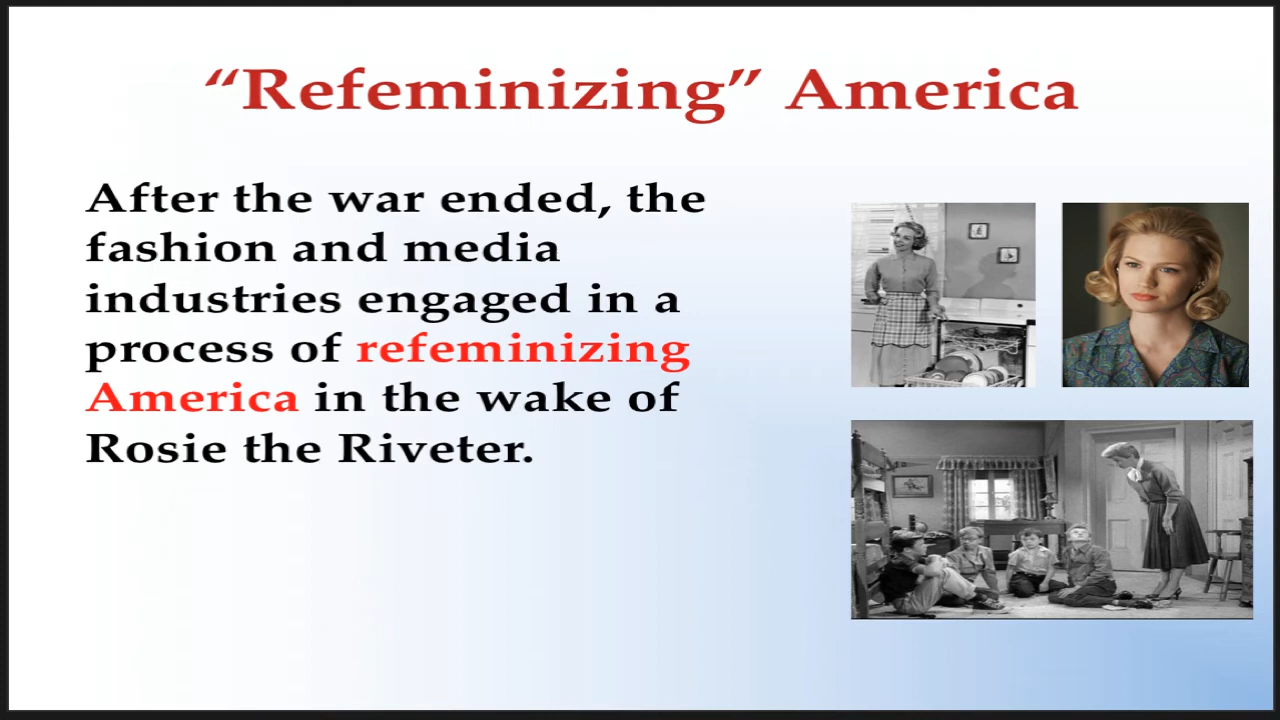 “Refeminizing” America
After the war ended, the
fashion and media
industries engaged in a
process of refeminizing
America in the wake of
Rosie the Riveter.